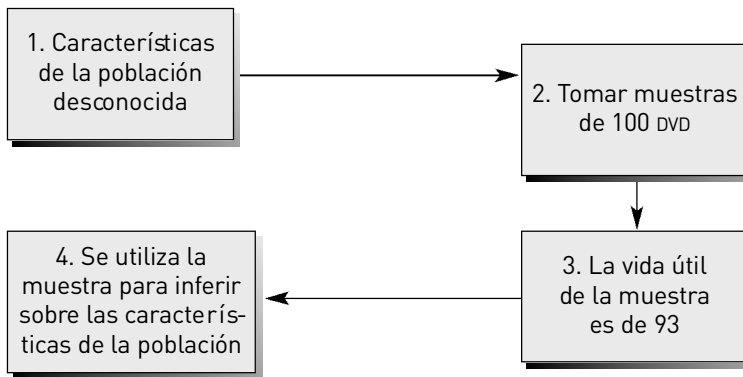 1. Características
de la población
desconocida
2. Tomar muestras
de 100 DVD
3. La vida útil
de la muestra
es de 93
4. Se utiliza la
muestra para inferir
sobre las caracterís-
ticas de la población